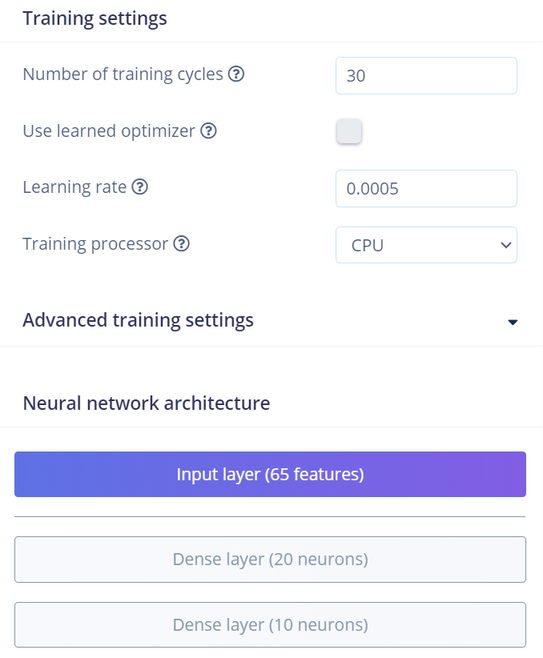 Training settings
Number of training cycles ?
30
Use learned optimizer ?
Learning rate ?
0.0005
Training processor ?
CPU
Advanced training settings
Neural network architecture
Input layer (65 features)
Dense layer (20 neurons)
Dense layer (10 neurons)